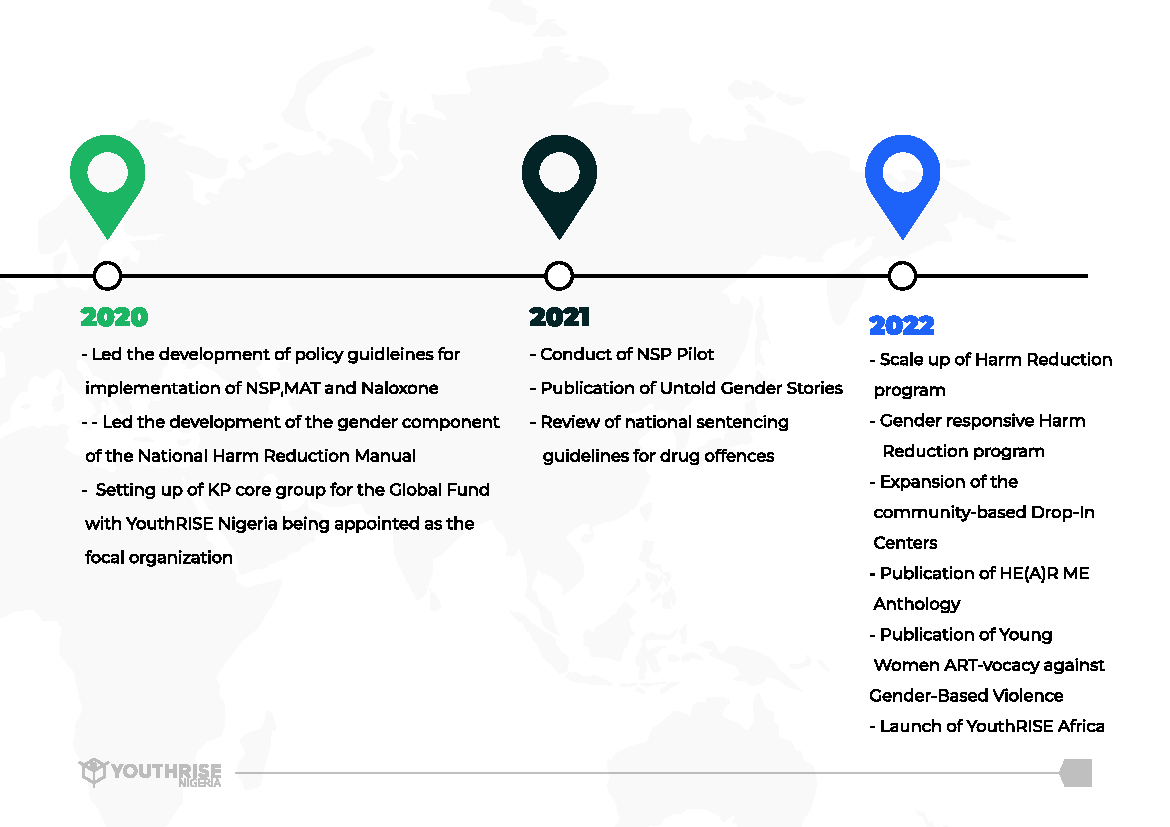 2020
- Led the development of policy guidleines for
implementation of NSP,MAT and Naloxone
- - Led the development of the gender component
of the National Harm Reduction Manual
- Setting up of KP core group for the Global Fund
with YouthRISE Nigeria being appointed as the
focal organization
2021
- Conduct of NSP Pilot
- Publication of Untold Gender Stories
- Review of national sentencing
guidelines for drug offences
2022
- Scale up of Harm Reduction
program
- Gender responsive Harm
Reduction program
- Expansion of the
community-based Drop-In
Centers
- Publication of HE(A)R ME
Anthology
- Publication of Young
Women ART-vocacy against
Gender-Based Violence
- Launch of YouthRISE Africa
YOUTHRISE
NIGERIA